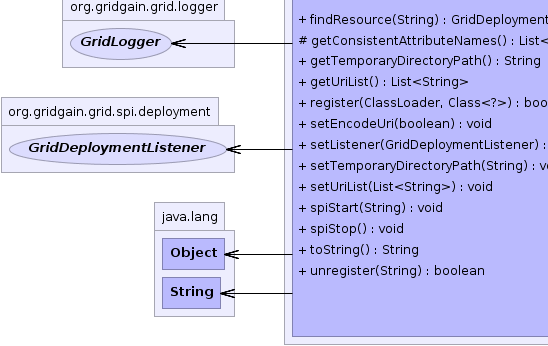 org.gridgain.grid.logger
GridLogger
org.gridgain.grid.spi.deployment
GridDeploymentListener
java.lang
Object
String
+ findResource(String) : GridDeployment
# getConsistentAttributeNames() : List<
+ getTemporaryDirectoryPath() : String
+ getUriList() : List<String>
+ register(ClassLoader, Class<?>) : boo
+ setEncodeUri(boolean) : void
+ setListener(GridDeploymentListener) :
+ setTemporaryDirectoryPath(String) : vo
+ setUriList(List<String>) : void
+ spiStart(String) : void
+ spiStop() : void
+ toString() : String
+ unregister(String) : boolean